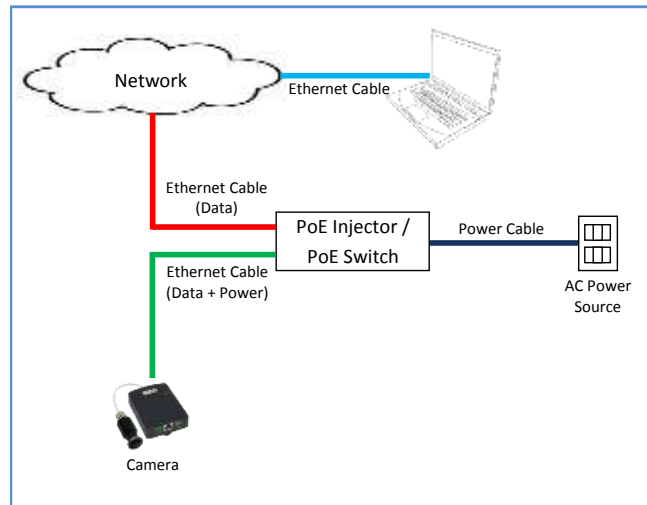 Network
Ethernet Cable
Ethernet Cable
(Data)
PoE Injector /
PoE Switch
Power Cable
Ethernet Cable
(Data + Power)
AC Power
Source
Camera